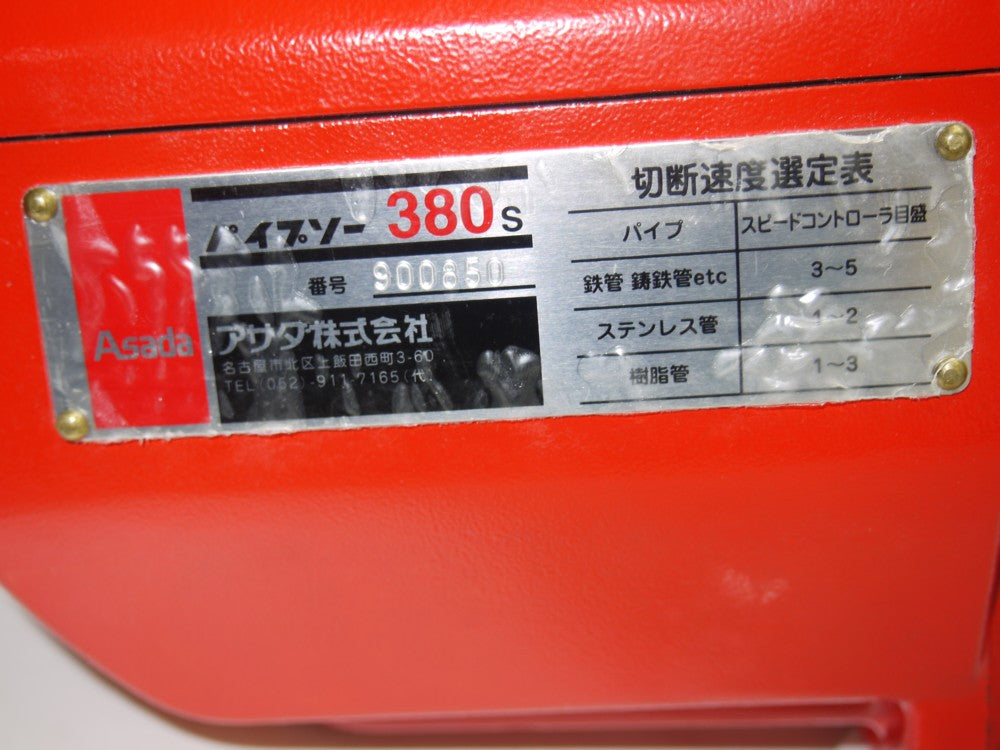 Asada
パイプソー 380s
番号 900850
アサダ株式会社
名古屋市北区上飯田西町3-60
TEL(052)-911-7165(代)
切断速度選定表
パイプ スピードコントローラ目盛
鉄管 鋳鉄管etc 3～5
ステンレス管 1～2
樹脂管 1～3